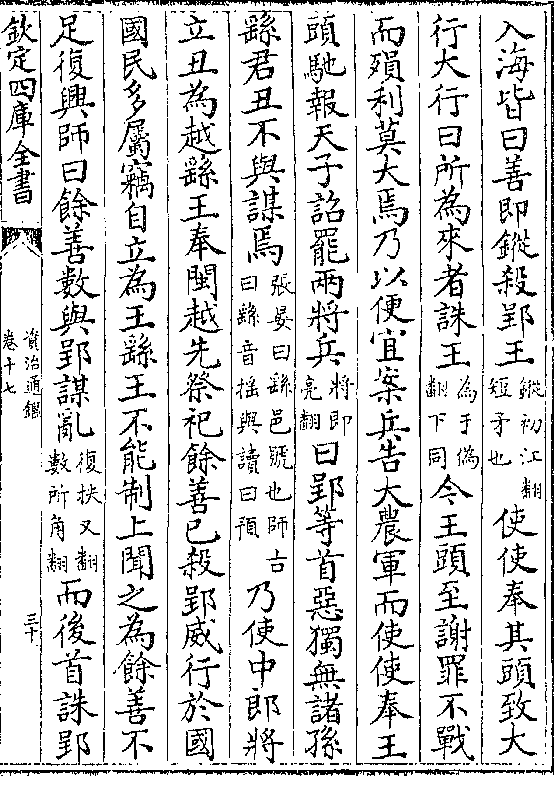 入海皆曰善即鏦殺郢王鏦初江翻短矛也使使奉其頭致大
行大行曰所為來者誅王為于偽翻下同今王頭至謝罪不戰
而殞利莫大焉乃以便宜案兵告大農軍而使使奉王
頭馳報天子詔罷兩將兵將即亮翻曰郢等首惡獨無諸孫
繇君丑不與謀焉張晏曰繇邑號也師古曰繇音揺與讀曰預乃使中郎將
立丑為越繇王奉閩越先祭祀餘善已殺郢威行於國
國民多屬竊自立為王繇王不能制上聞之為餘善不
足復興師曰餘善數與郢謀亂復扶又翻數所角翻而後首誅郢
欽定四庫全書 資治通鑑 卷十七 三十